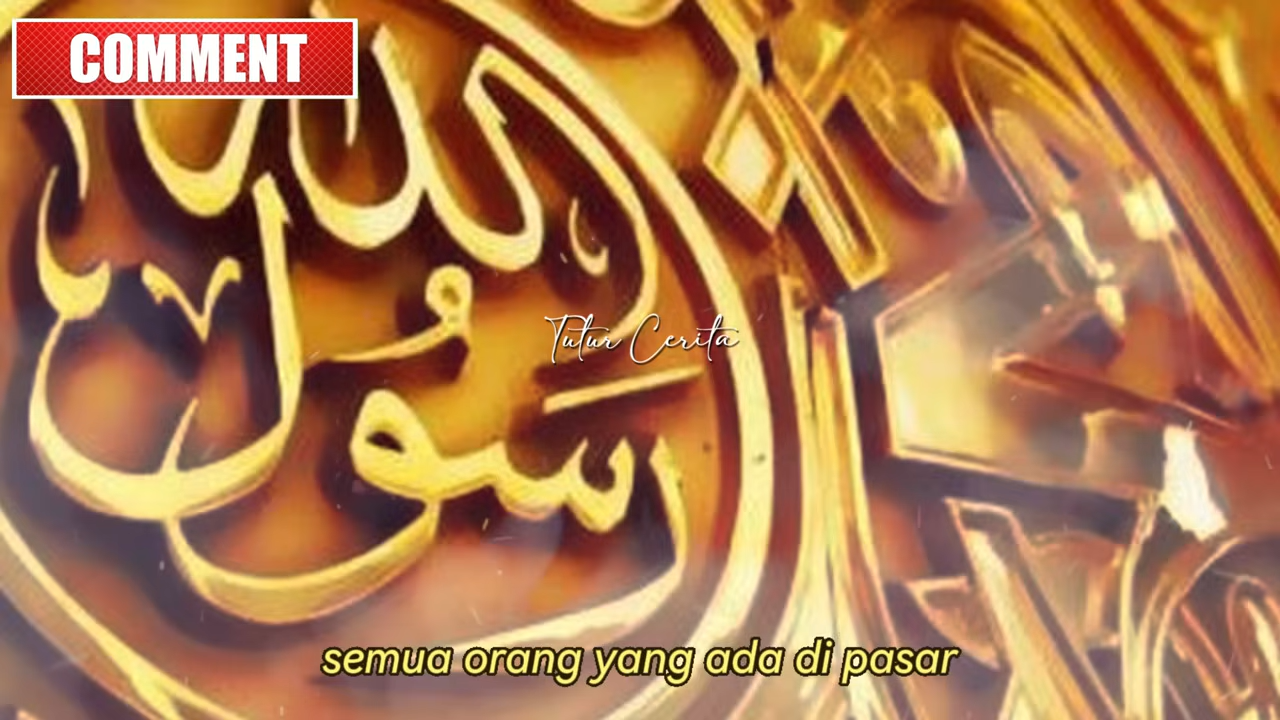 COMMENT
الله
رسول
Tutur Cerita
semua orang yang ada di pasar